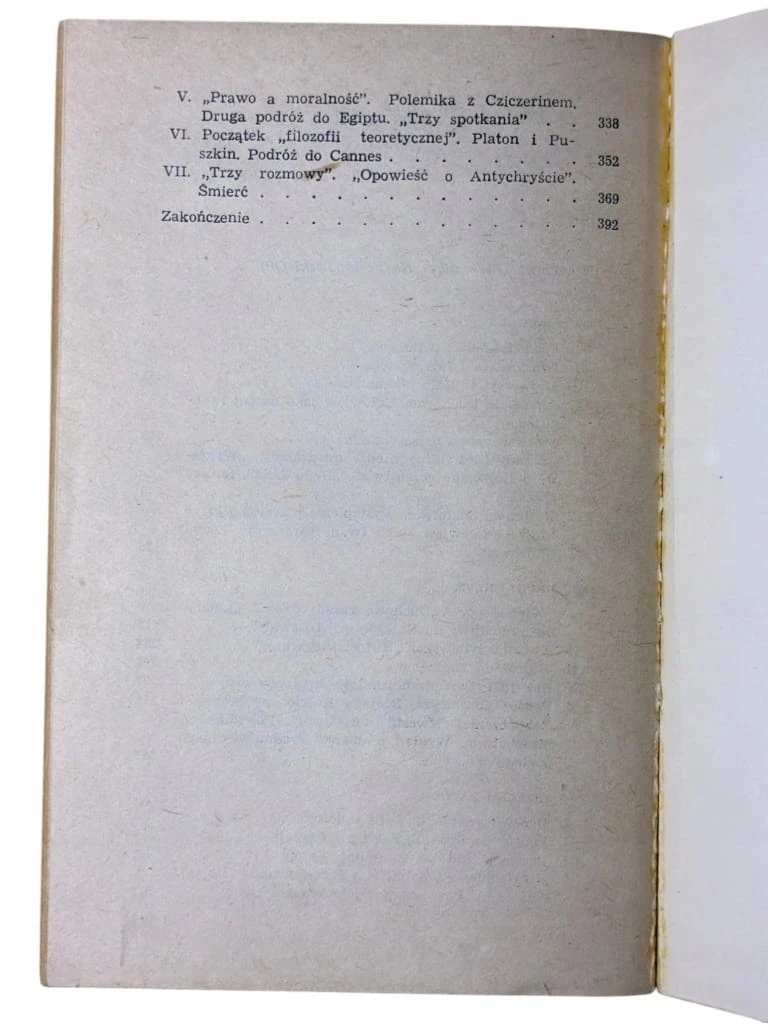 V. „Prawo a moralność”. Polemika z Cziczerinem.
Druga podróż do Egiptu. „Trzy spotkania” . . 338
VI. Początek „filozofii teoretycznej”. Platon i Pu-
szkin. Podróż do Cannes . . . . . . . . 352
VII. „Trzy rozmowy”. „Opowieść o Antychryście”.
Śmierć . . . . . . . . . . . . . 369
Zakończenie . . . . . . . . . . . . . 392